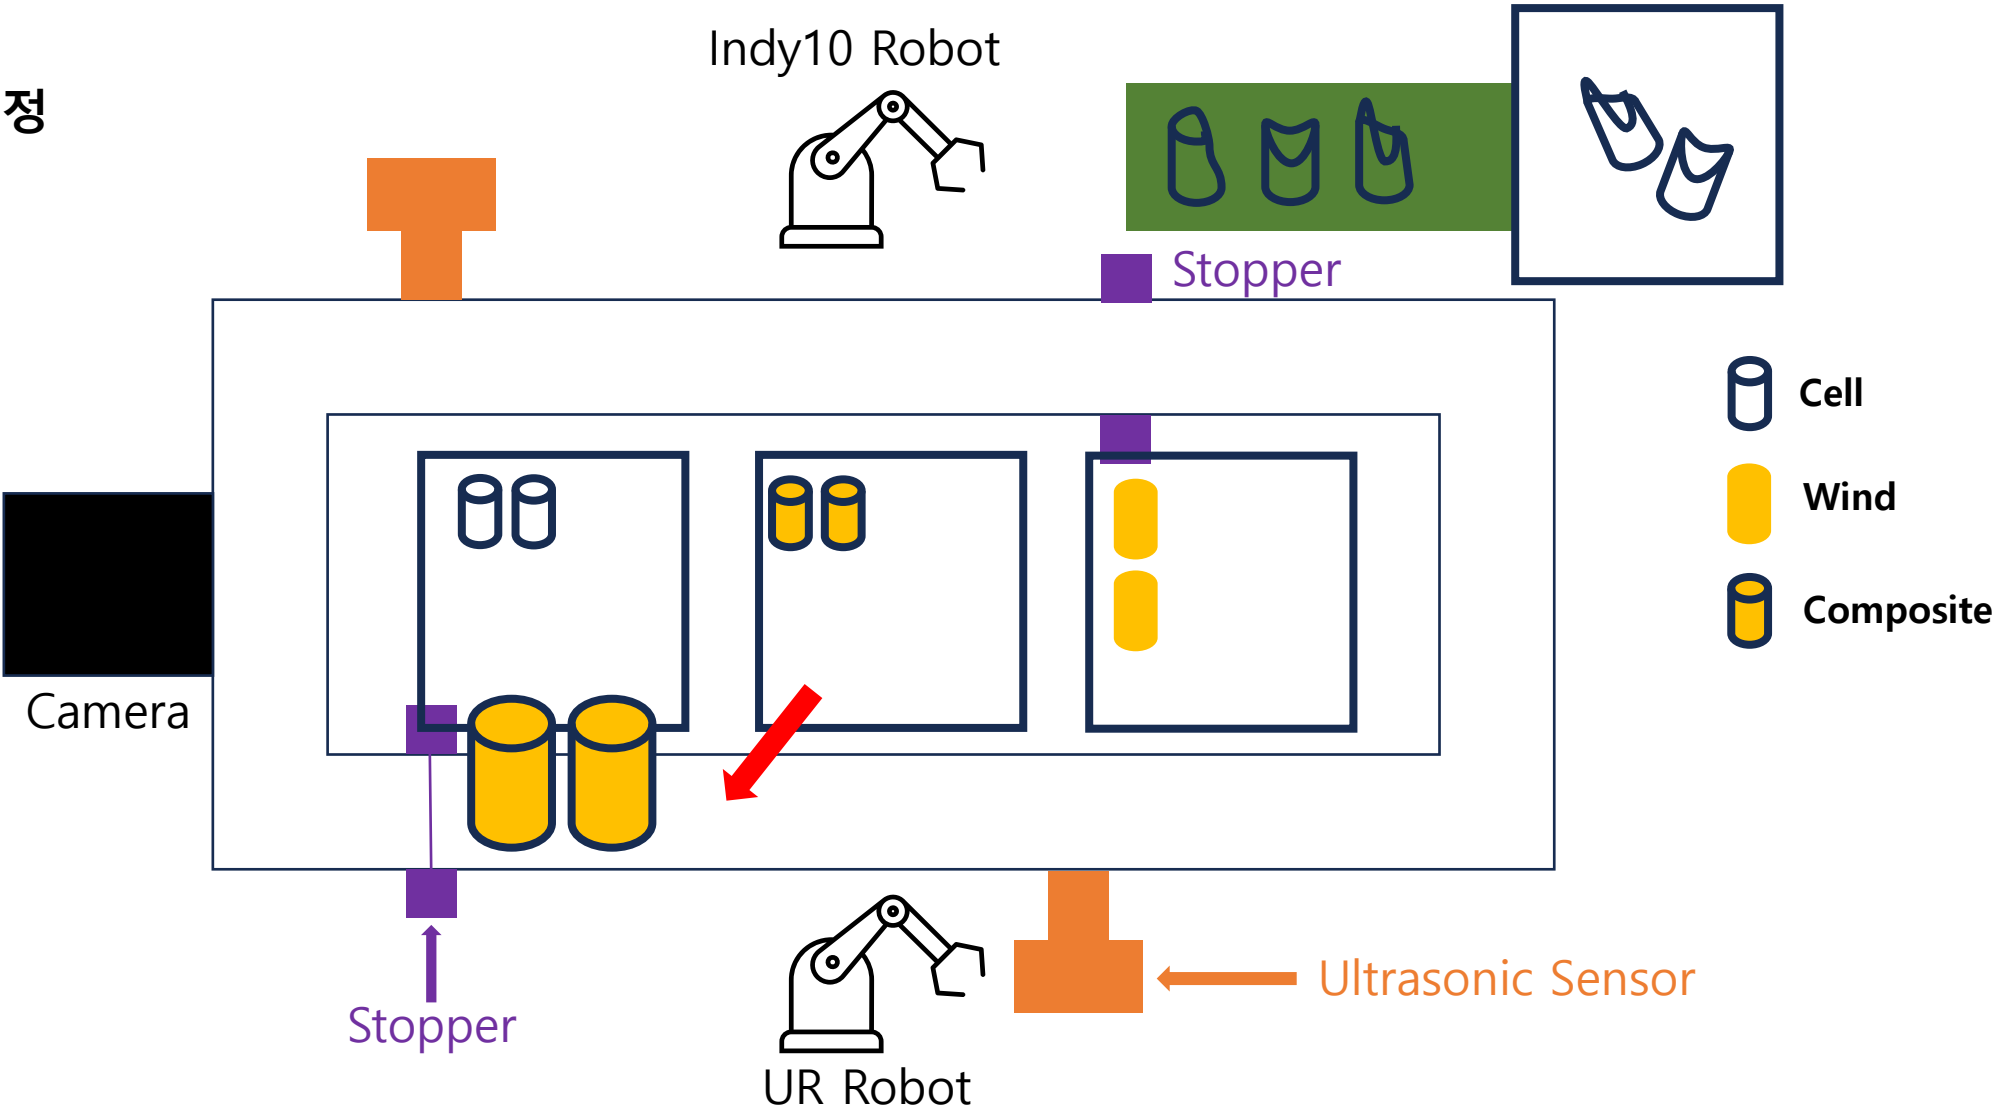 Indy10 Robot
정
Stopper
Cell
Wind
Composite
Camera
Ultrasonic Sensor
Stopper
UR Robot